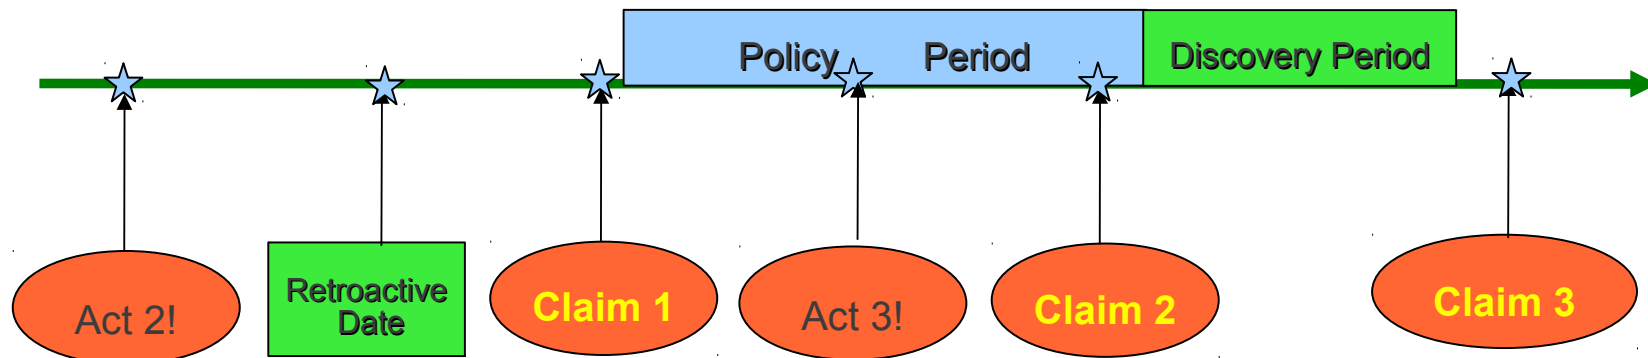 Policy Period
Discovery Period
Act 2!
Retroactive
Date
Claim 1
Act 3!
Claim 2
Claim 3